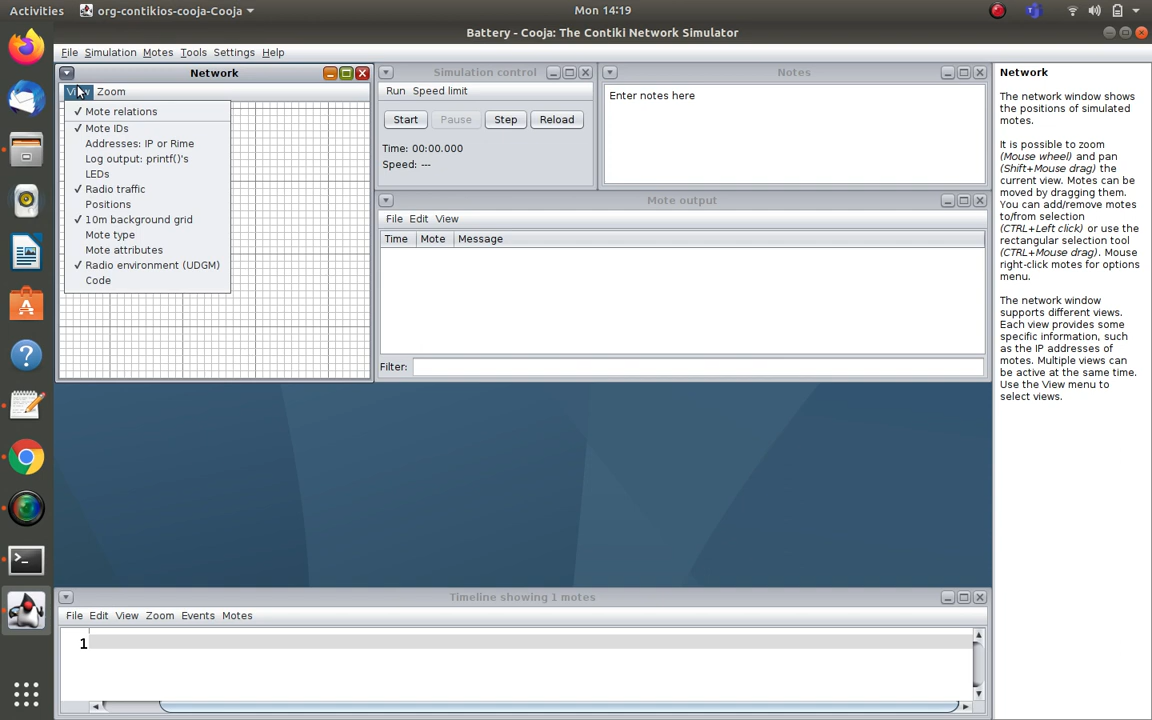 Activities
org-contikios-cooja-Cooja
Mon 14:19
Battery - Cooja: The Contiki Network Simulator
File Simulation Motes Tools Settings Help
Network
View Zoom
✓ Mote relations
✓ Mote IDs
Addresses: IP or Rime
Log output: printf()'s
LEDs
✓ Radio traffic
Positions
✓ 10m background grid
Mote type
Mote attributes
✓ Radio environment (UDGM)
Code
Simulation control
Run Speed limit
Start Pause Step Reload
Time: 00:00.000
Speed: ---
Notes
Enter notes here
Mote output
File Edit View
Time Mote Message
Filter:
Timeline showing 1 motes
File Edit View Zoom Events Motes
1
Network
The network window shows
the positions of simulated
motes.
It is possible to zoom
(Mouse wheel) and pan
(Shift+Mouse drag) the
current view. Motes can be
moved by dragging them.
You can add/remove motes
to/from selection
(CTRL+Left click) or use the
rectangular selection tool
(CTRL+Mouse drag). Mouse
right-click motes for options
menu.
The network window
supports different views.
Each view provides some
specific information, such
as the IP addresses of
motes. Multiple views can
be active at the same time.
Use the View menu to
select views.